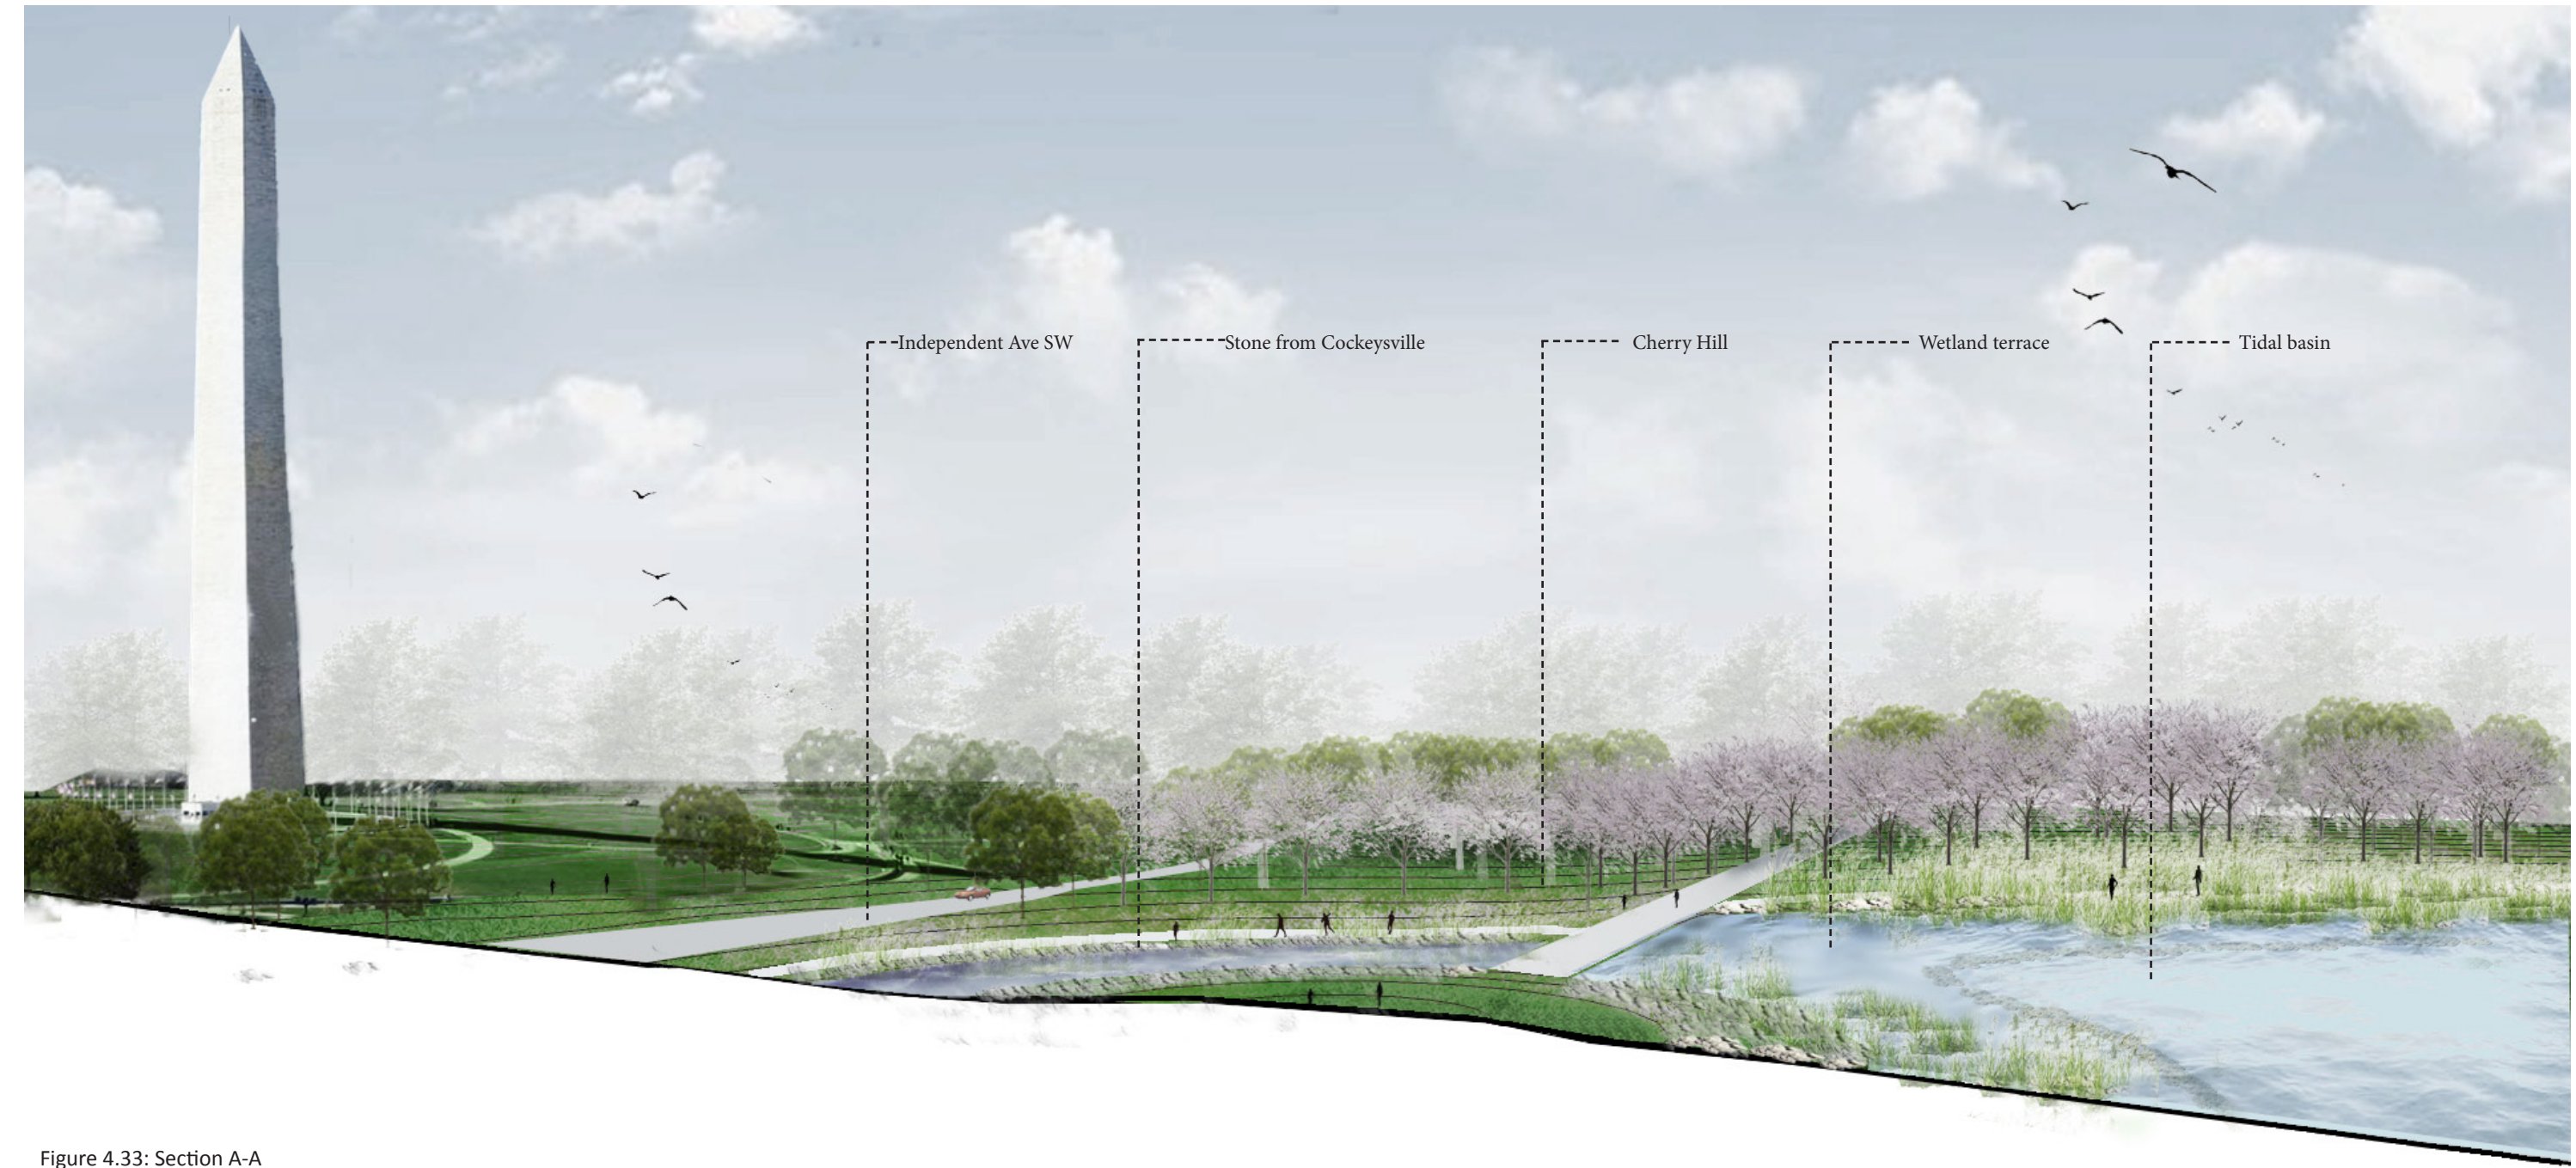 Independent Ave SW
Stone from Cockeysville
Cherry Hill
Wetland terrace
Tidal basin
Figure 4.33: Section A-A